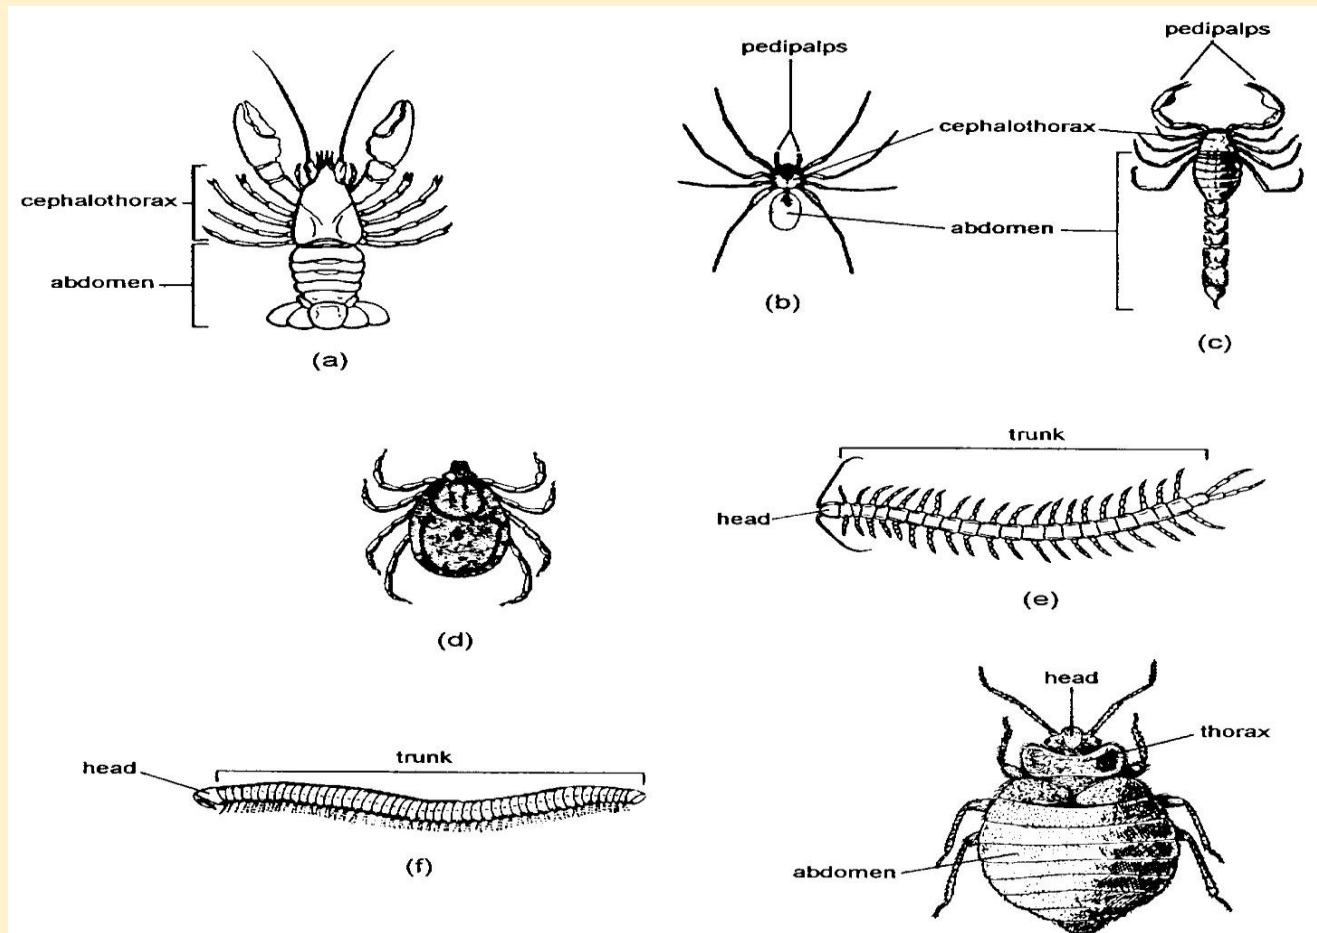 pedipalps
pedipalps
cephalothorax
cephalothorax
abdomen
abdomen
(a)
(b)
(c)
trunk
head
(d)
(e)
head
thorax
trunk
head
(f)
abdomen